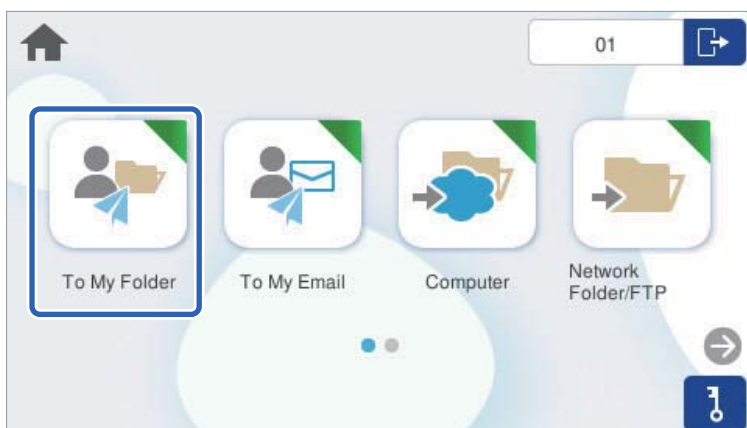 01
To My Folder
To My Email
Computer
Network
Folder/FTP